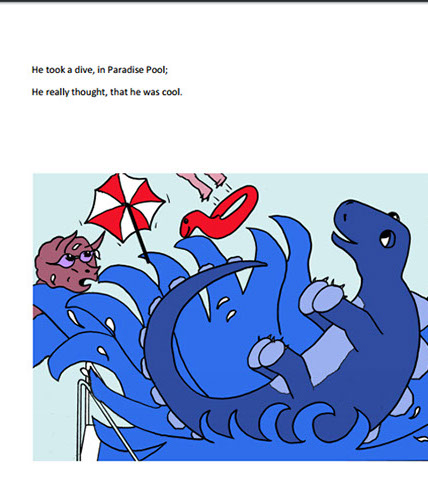 He took a dive, in Paradise Pool;
He really thought, that he was cool.